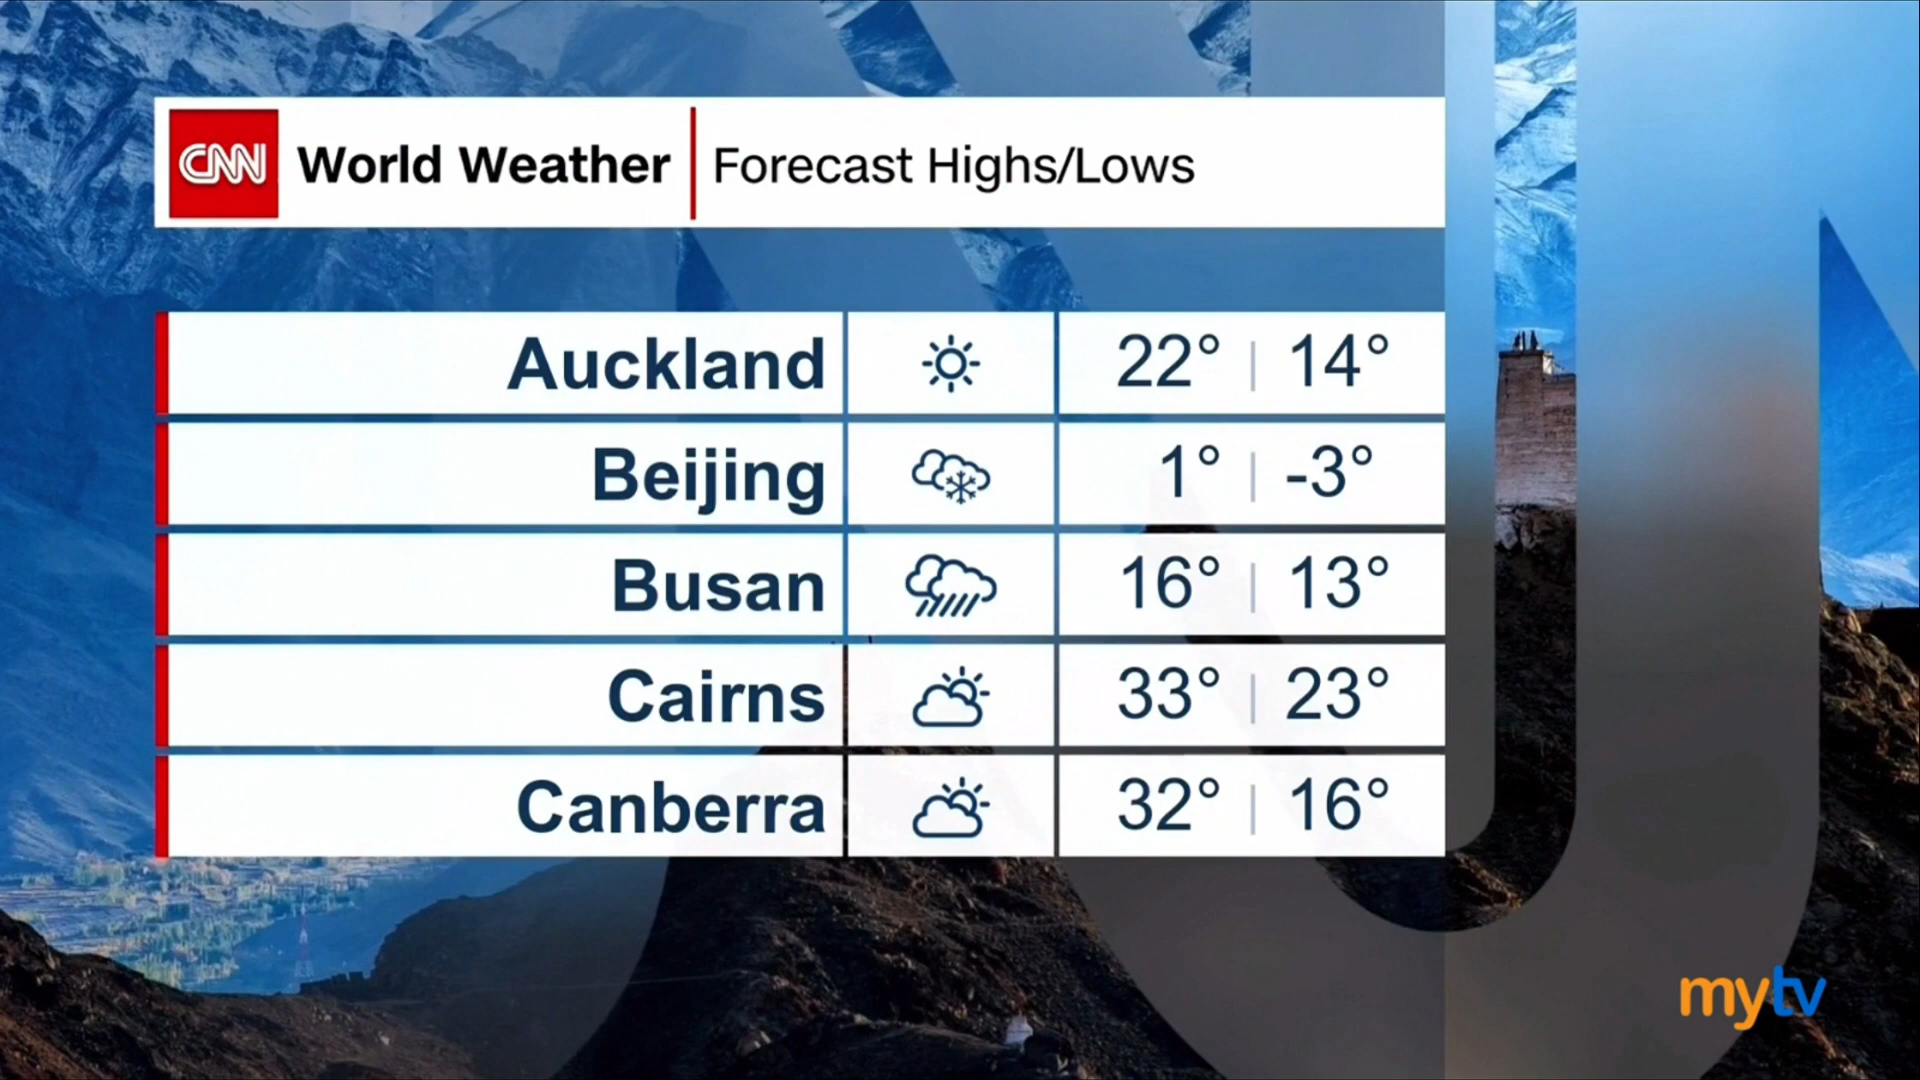 CNN World Weather | Forecast Highs/Lows
Auckland 22° | 14°
Beijing 1° | -3°
Busan 16° | 13°
Cairns 33° | 23°
Canberra 32° | 16°
mytv